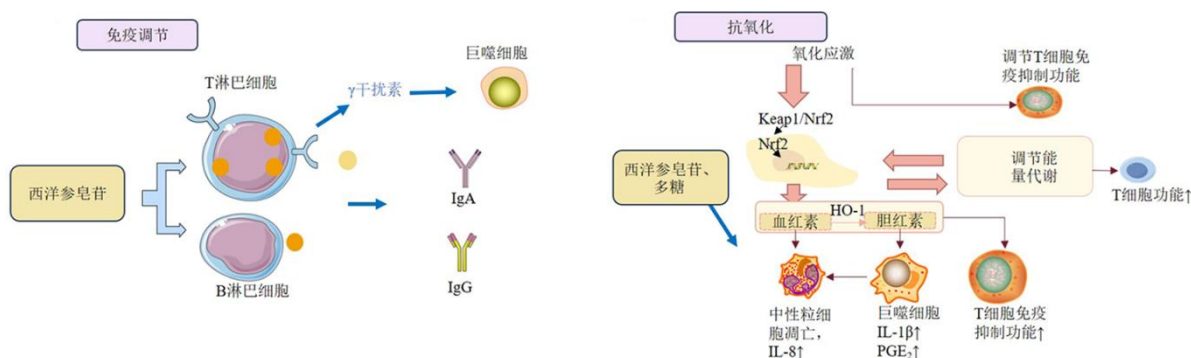 免疫调节
T淋巴细胞
γ干扰素
巨噬细胞
西洋参皂苷
IgA
B淋巴细胞
IgG
抗氧化
氧化应激
调节T细胞免
疫抑制功能
Keap1/Nrf2
Nrf2
西洋参皂苷、
多糖
调节能
量代谢
T细胞功能↑
HO-1
血红素
胆红素
中性粒细
胞凋亡，
IL-8↑
巨噬细胞
IL-1β↑
PGE₂↑
T细胞免疫
抑制功能↑